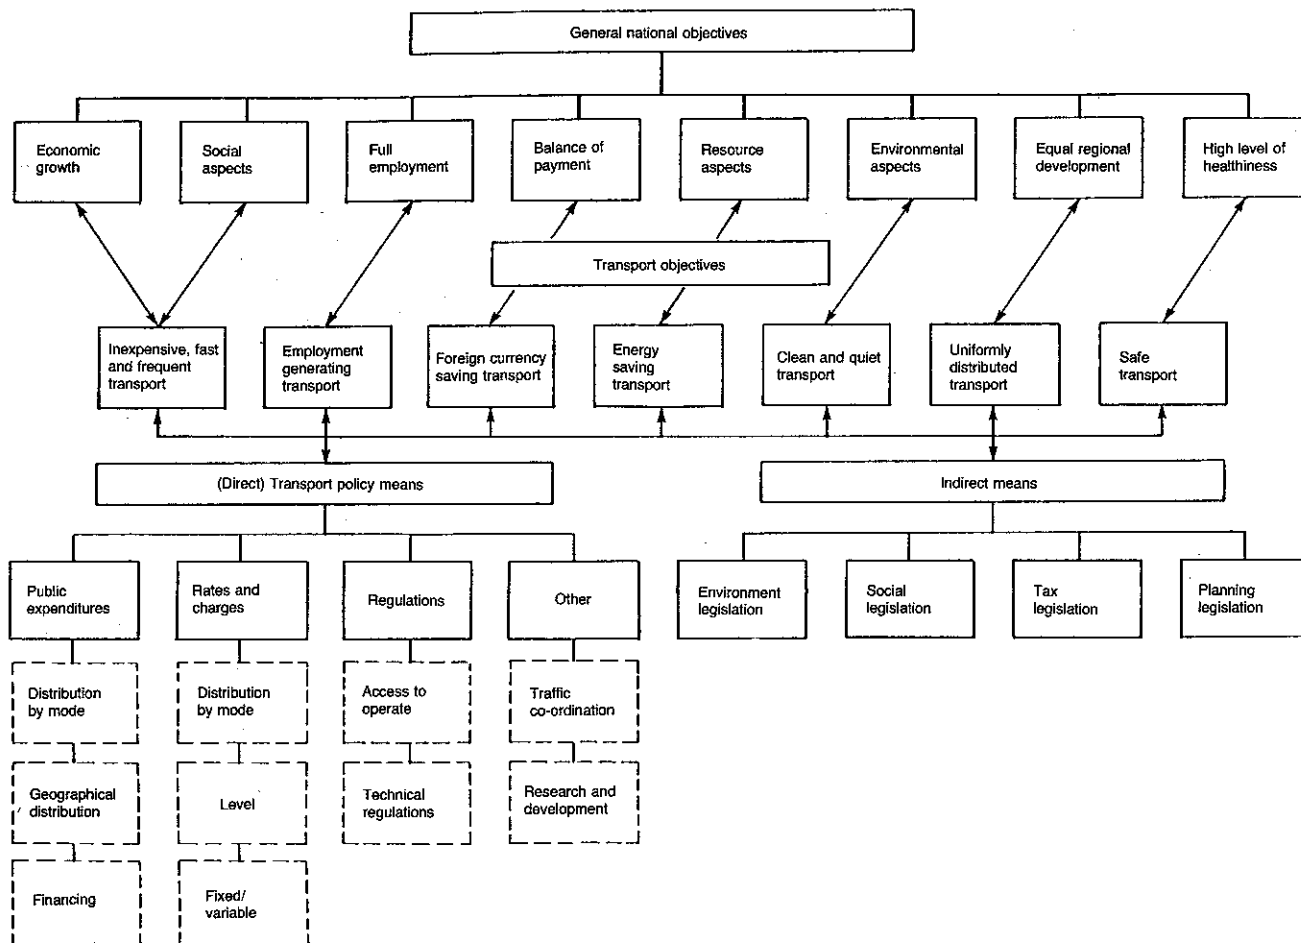 General national objectives
Economic
growth
Social
aspects
Full
employment
Balance of
payment
Resource
aspects
Environmental
aspects
Equal regional
development
High level of
healthiness
Transport objectives
Inexpensive, fast
and frequent
transport
Employment
generating
transport
Foreign currency
saving transport
Energy
saving
transport
Clean and quiet
transport
Uniformly
distributed
transport
Safe
transport
(Direct) Transport policy means
Indirect means
Public
expenditures
Rates and
charges
Regulations
Other
Environment
legislation
Social
legislation
Tax
legislation
Planning
legislation
Distribution
by mode
Distribution
by mode
Access to
operate
Traffic
co-ordination
Geographical
distribution
Level
Technical
regulations
Research and
development
Financing
Fixed/
variable